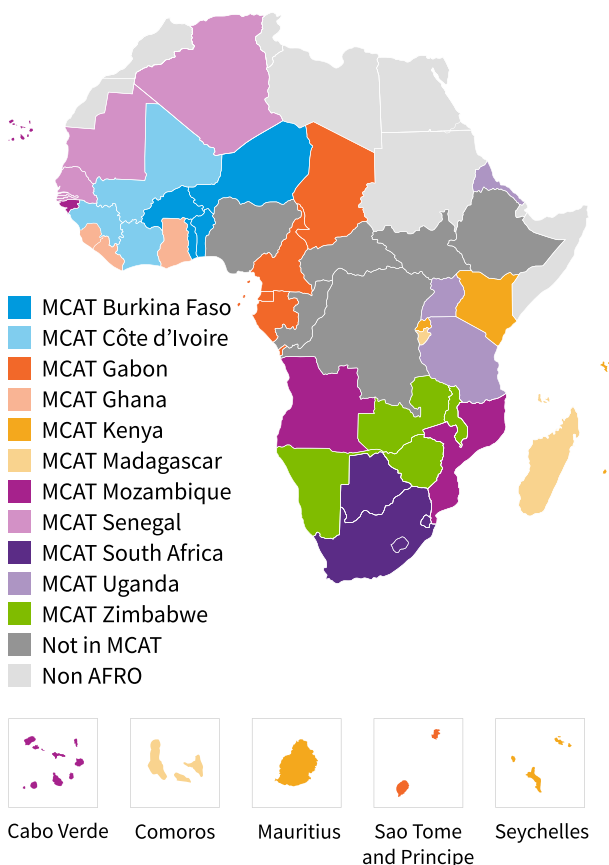 MCAT Burkina Faso
MCAT Côte d’Ivoire
MCAT Gabon
MCAT Ghana
MCAT Kenya
MCAT Madagascar
MCAT Mozambique
MCAT Senegal
MCAT South Africa
MCAT Uganda
MCAT Zimbabwe
Not in MCAT
Non AFRO
Cabo Verde
Comoros
Mauritius
Sao Tome
and Principe
Seychelles